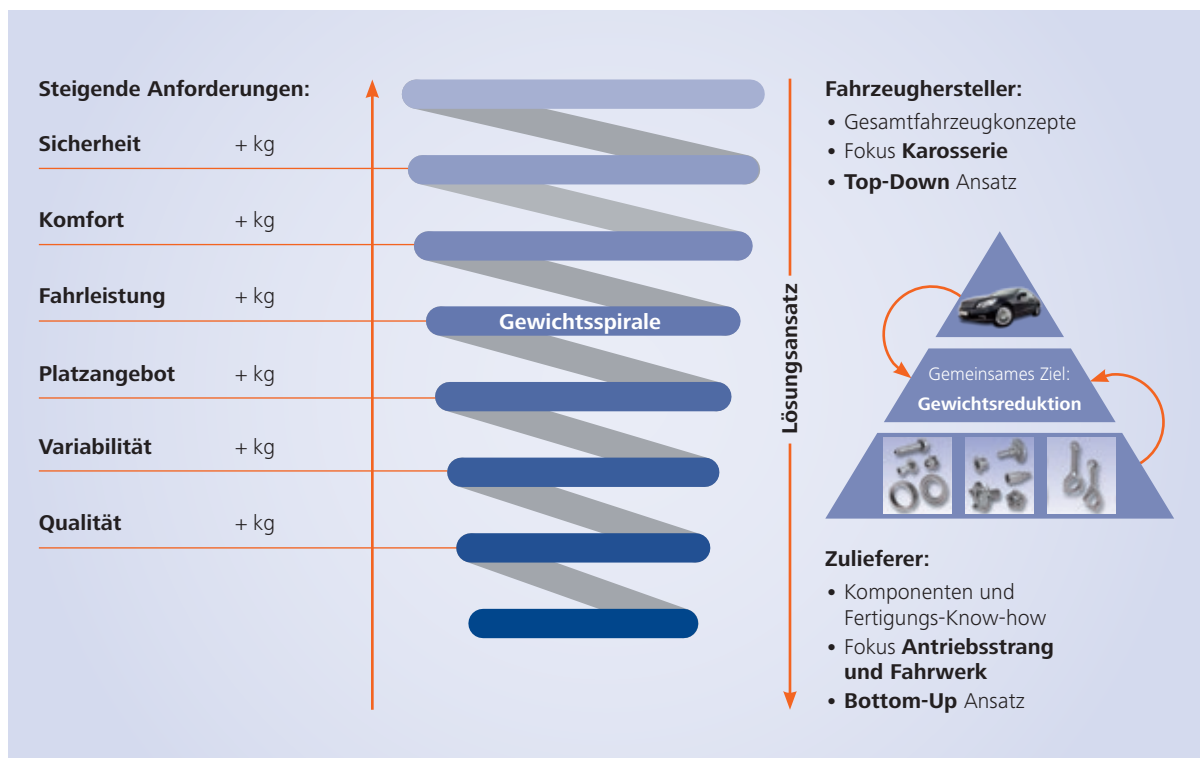 Steigende Anforderungen:
Sicherheit + kg
Komfort + kg
Fahrleistung + kg
Platzangebot + kg
Variabilität + kg
Qualität + kg
Gewichtsspirale
Lösungsansatz
Fahrzeughersteller:
• Gesamtfahrzeugkonzepte
• Fokus Karosserie
• Top-Down Ansatz
Gemeinsames Ziel:
Gewichtsreduktion
Zulieferer:
• Komponenten und
Fertigungs-Know-how
• Fokus Antriebsstrang
und Fahrwerk
• Bottom-Up Ansatz